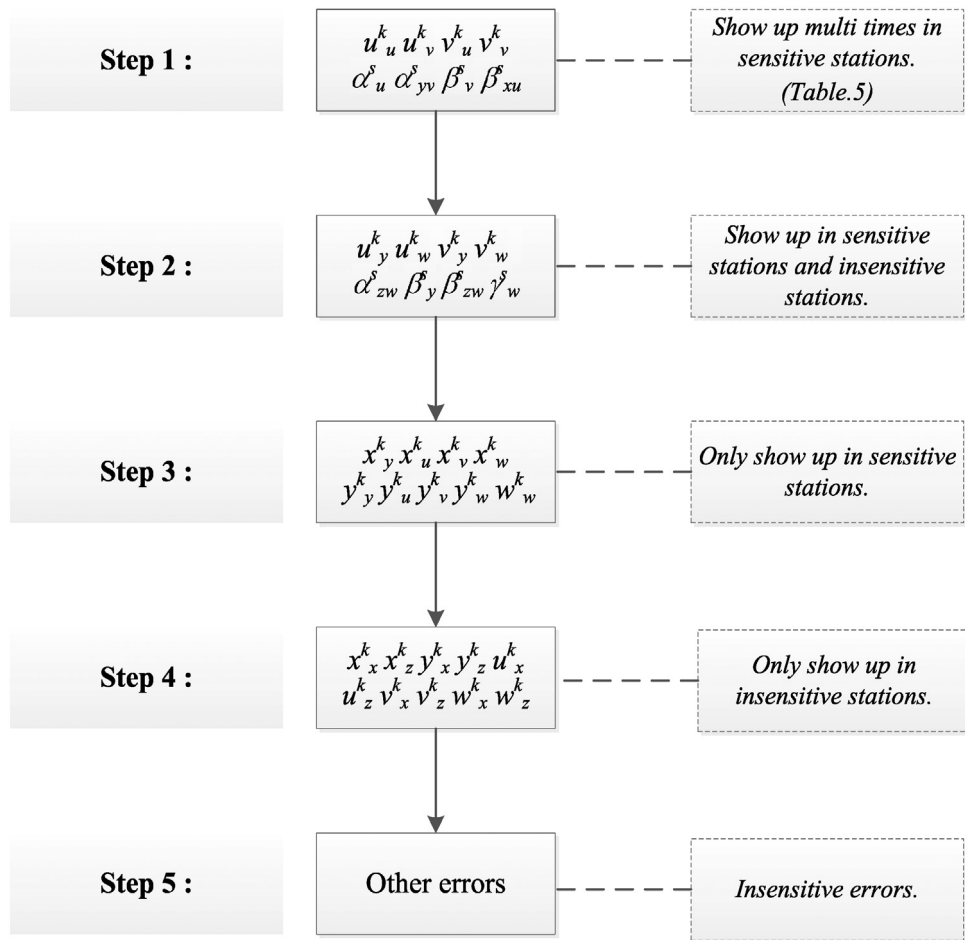 Step 1 :
u^k_u u^k_v v^k_u v^k_v
α^s_u α^s_yv β^s_v β^s_xu
Show up multi times in
sensitive stations.
(Table.5)
Step 2 :
u^k_y u^k_w v^k_y v^k_w
α^s_zw β^s_y β^s_zw γ^s_w
Show up in sensitive
stations and insensitive
stations.
Step 3 :
x^k_y x^k_u x^k_v x^k_w
y^k_y y^k_u y^k_v y^k_w w^k_w
Only show up in sensitive
stations.
Step 4 :
x^k_x x^k_z y^k_x y^k_z u^k_x
u^k_z v^k_x v^k_z w^k_x w^k_z
Only show up in
insensitive stations.
Step 5 :
Other errors
Insensitive errors.